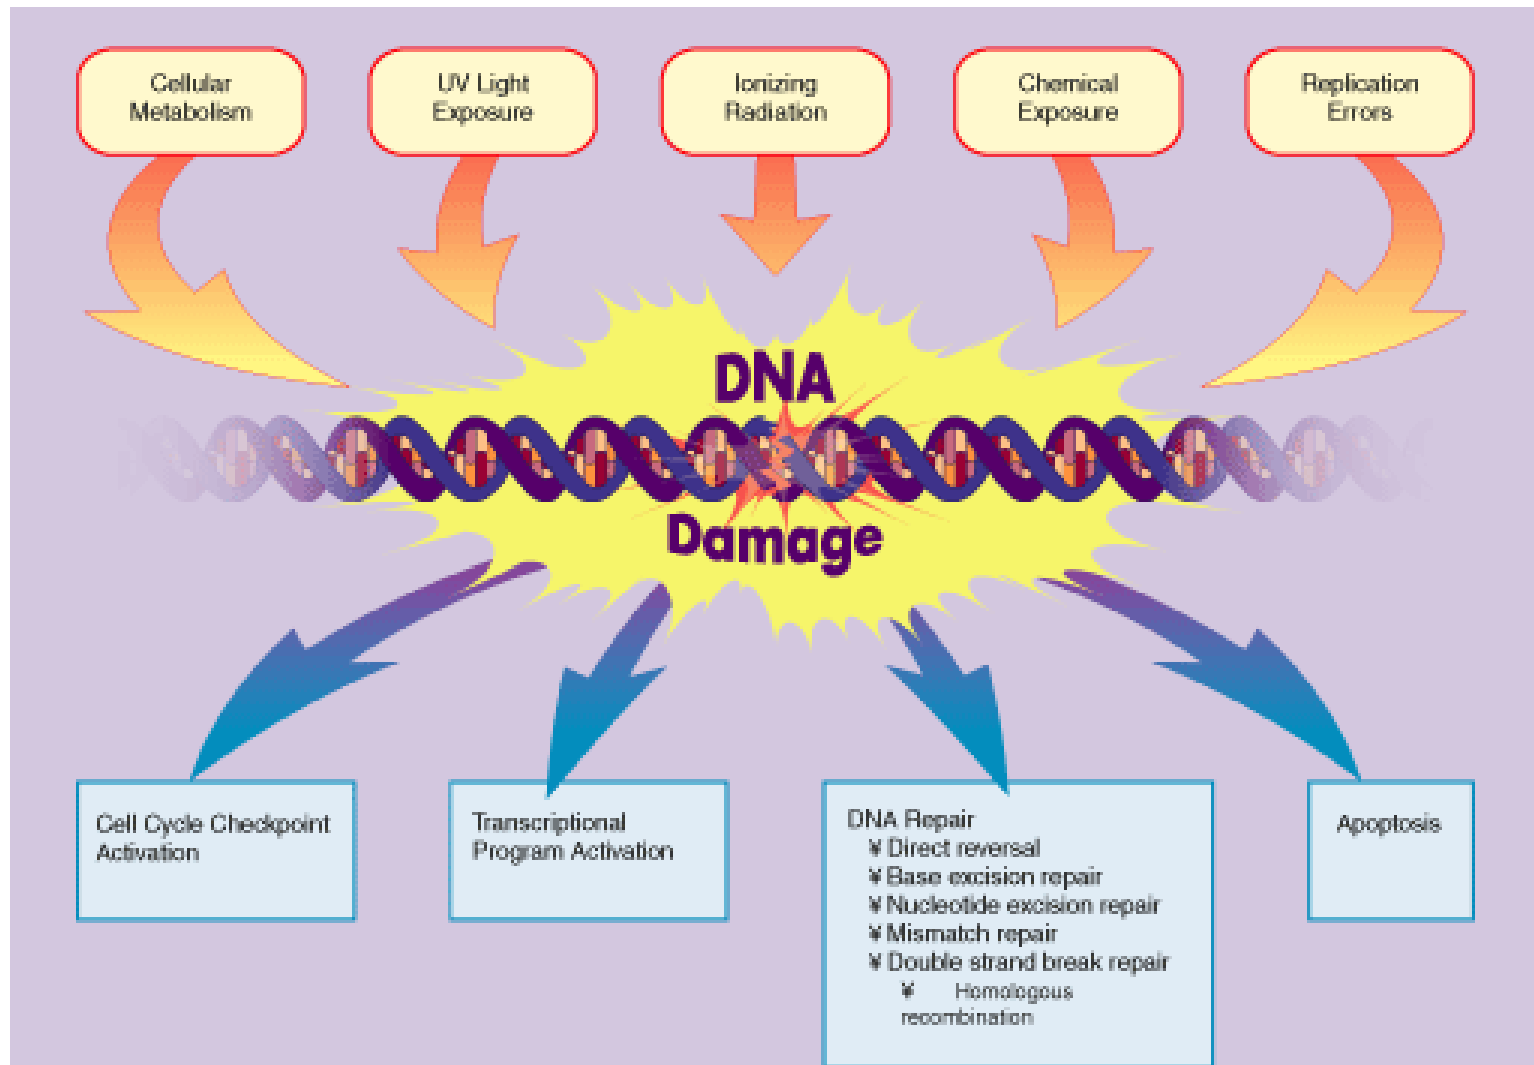 Cellular
Metabolism
UV Light
Exposure
Ionizing
Radiation
Chemical
Exposure
Replication
Errors
DNA
Damage
Cell Cycle Checkpoint
Activation
Transcriptional
Program Activation
DNA Repair
¥ Direct reversal
¥ Base excision repair
¥ Nucleotide excision repair
¥ Mismatch repair
¥ Double strand break repair
¥ Homologous
recombination
Apoptosis